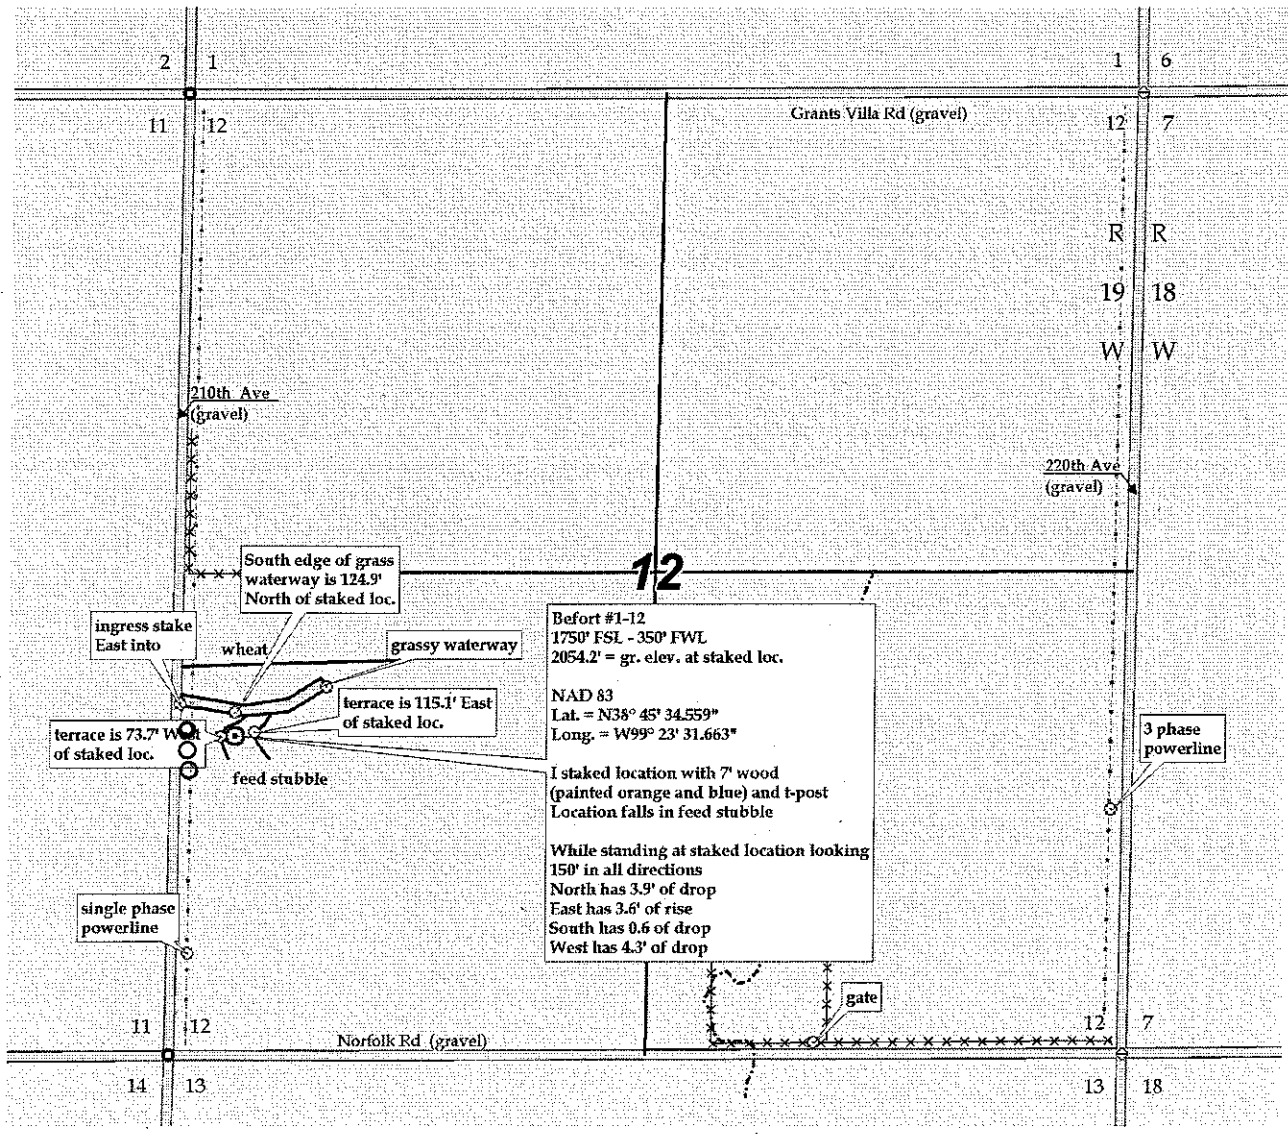 2 1
1 6
Grants Villa Rd (gravel)
11 12
12 7
R R
19 18
W W
210th Ave
(gravel)
220th Ave
(gravel)
South edge of grass
waterway is 124.9'
North of staked loc.
12
ingress stake
East into
wheat
grassy waterway
terrace is 115.1' East
of staked loc.
terrace is 73.7' West
of staked loc.
feed stubble
Befort #1-12
1750' FSL - 350' FWL
2054.2' = gr. elev. at staked loc.
NAD 83
Lat. = N38° 45' 34.559"
Long. = W99° 23' 31.663"
I staked location with 7' wood
(painted orange and blue) and t-post
Location falls in feed stubble
While standing at staked location looking
150' in all directions
North has 3.9' of drop
East has 3.6' of rise
South has 0.6 of drop
West has 4.3' of drop
3 phase
powerline
single phase
powerline
gate
11 12
12 7
Norfolk Rd (gravel)
14 13
13 18